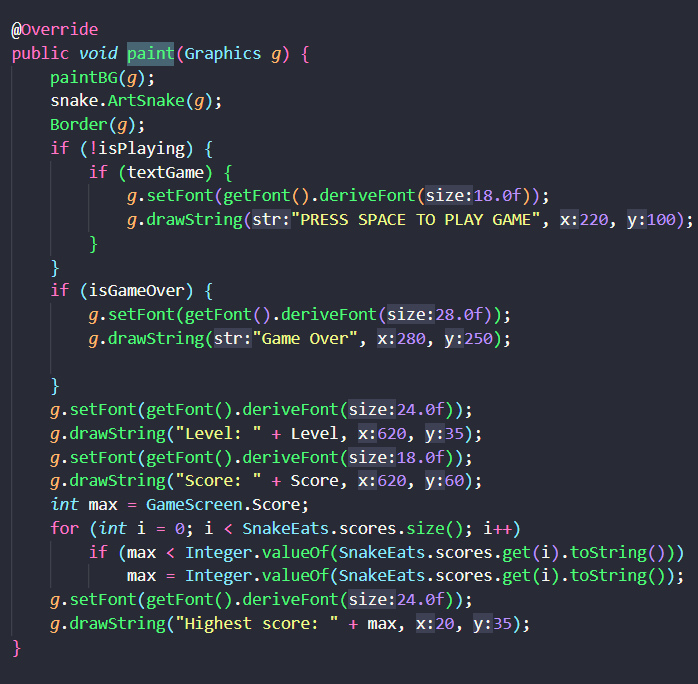 @Override
public void paint(Graphics g) {
paintBG(g);
snake.ArtSnake(g);
Border(g);
if (!isPlaying) {
if (textGame) {
g.setFont(getFont().deriveFont(size:18.0f));
g.drawString(str:"PRESS SPACE TO PLAY GAME", x:220, y:100);
}
}
if (isGameOver) {
g.setFont(getFont().deriveFont(size:28.0f));
g.drawString(str:"Game Over", x:280, y:250);
}
g.setFont(getFont().deriveFont(size:24.0f));
g.drawString("Level: " + Level, x:620, y:35);
g.setFont(getFont().deriveFont(size:18.0f));
g.drawString("Score: " + Score, x:620, y:60);
int max = GameScreen.Score;
for (int i = 0; i < SnakeEats.scores.size(); i++)
if (max < Integer.valueOf(SnakeEats.scores.get(i).toString()))
max = Integer.valueOf(SnakeEats.scores.get(i).toString());
g.setFont(getFont().deriveFont(size:24.0f));
g.drawString("Highest score: " + max, x:20, y:35);
}